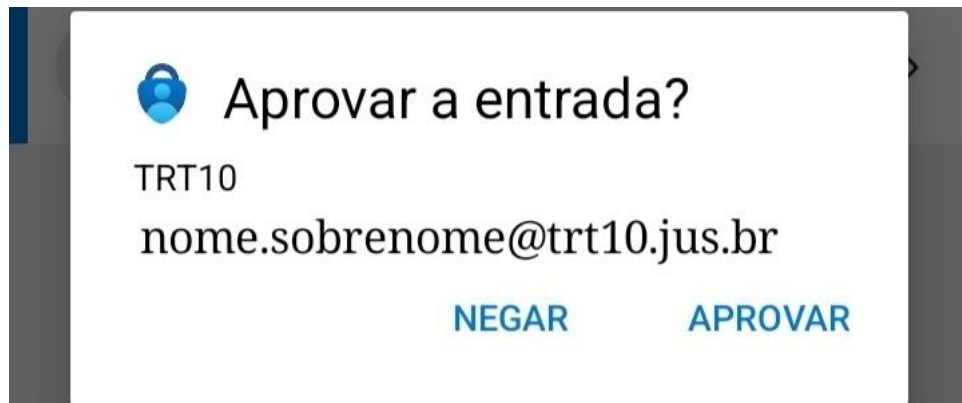 Aprovar a entrada?
TRT10
nome.sobrenome@trt10.jus.br
NEGAR APROVAR